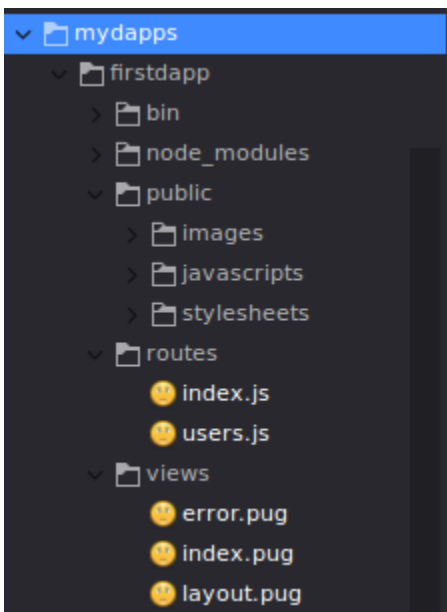 mydapps
firstdapp
bin
node_modules
public
images
javascripts
stylesheets
routes
index.js
users.js
views
error.pug
index.pug
layout.pug